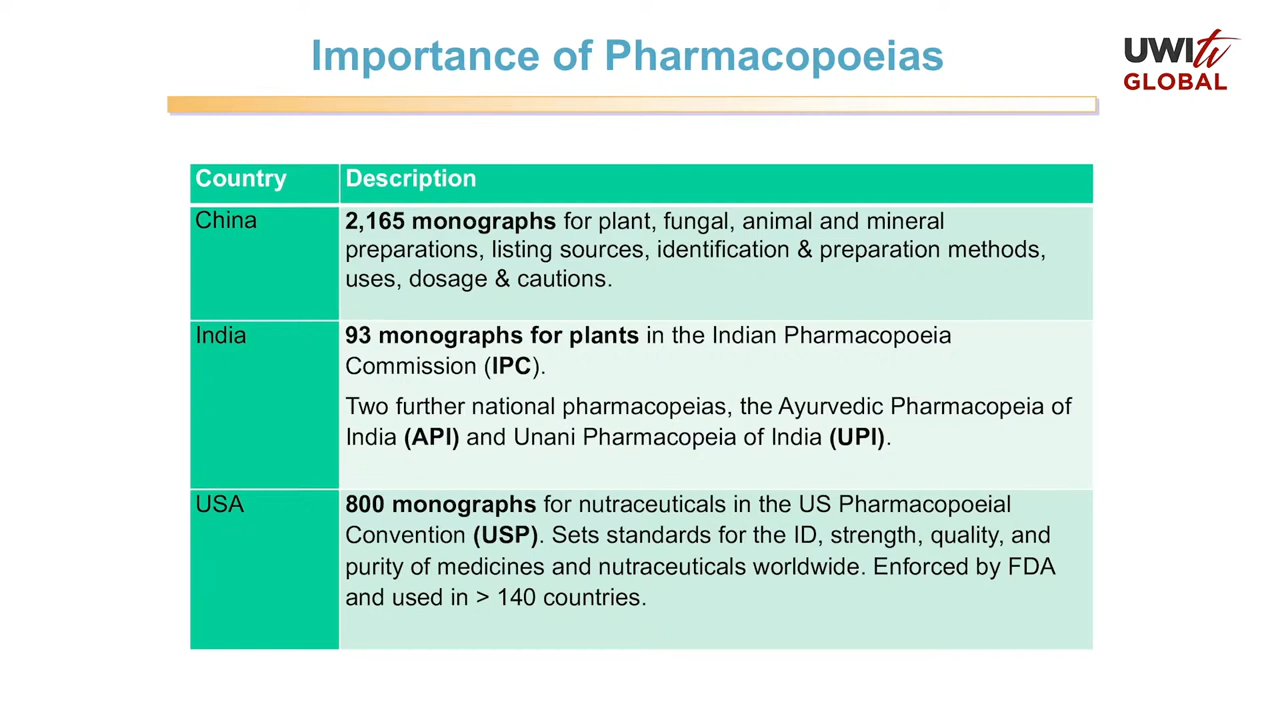 Importance of Pharmacopoeias
UWItv
GLOBAL
Country
Description
China
2,165 monographs for plant, fungal, animal and mineral
preparations, listing sources, identification & preparation methods,
uses, dosage & cautions.
India
93 monographs for plants in the Indian Pharmacopoeia
Commission (IPC).
Two further national pharmacopeias, the Ayurvedic Pharmacopeia of
India (API) and Unani Pharmacopeia of India (UPI).
USA
800 monographs for nutraceuticals in the US Pharmacopoeial
Convention (USP). Sets standards for the ID, strength, quality, and
purity of medicines and nutraceuticals worldwide. Enforced by FDA
and used in > 140 countries.